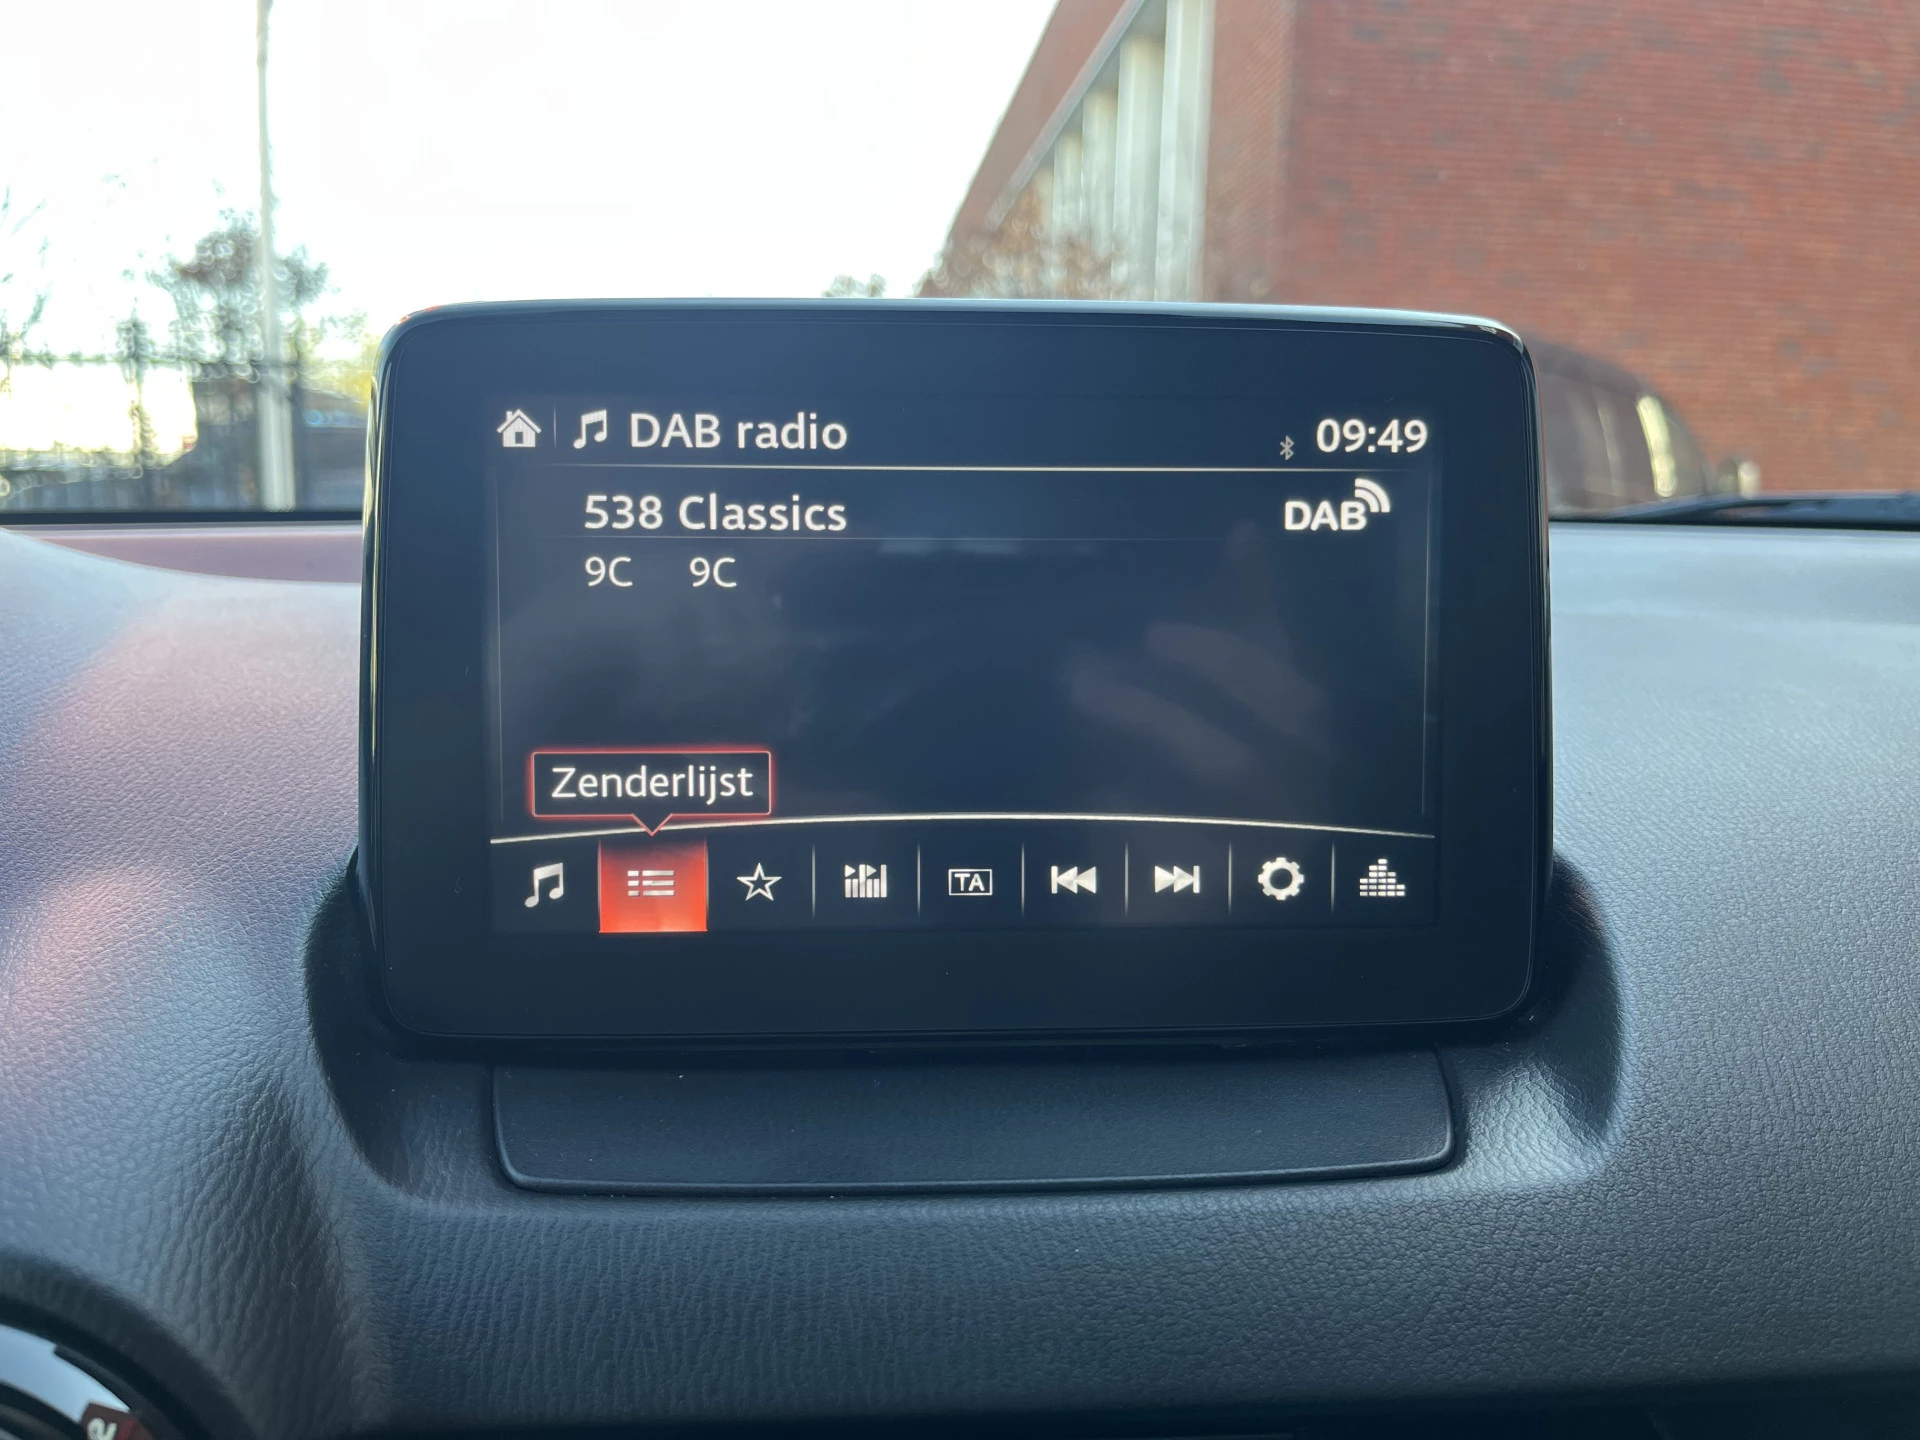 DAB radio 09:49
538 Classics DAB
9C 9C
Zenderlijst
TA